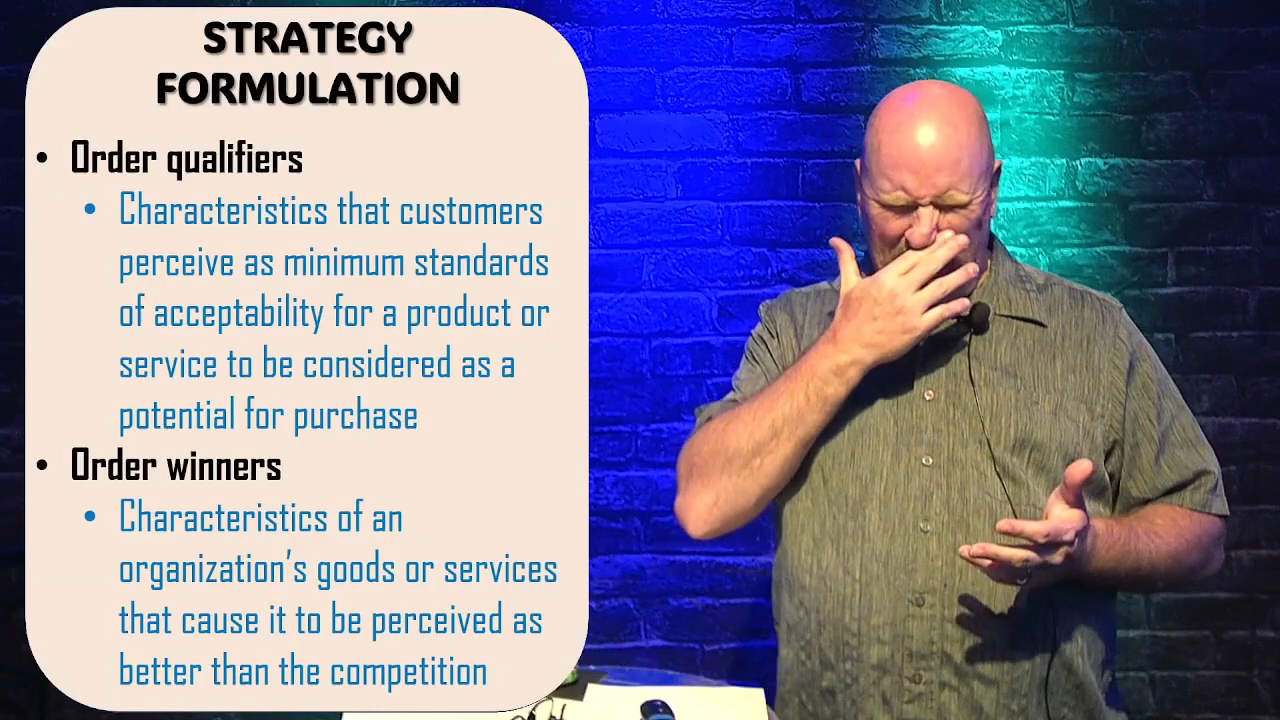 STRATEGY
FORMULATION
• Order qualifiers
• Characteristics that customers
perceive as minimum standards
of acceptability for a product or
service to be considered as a
potential for purchase
• Order winners
• Characteristics of an
organization's goods or services
that cause it to be perceived as
better than the competition